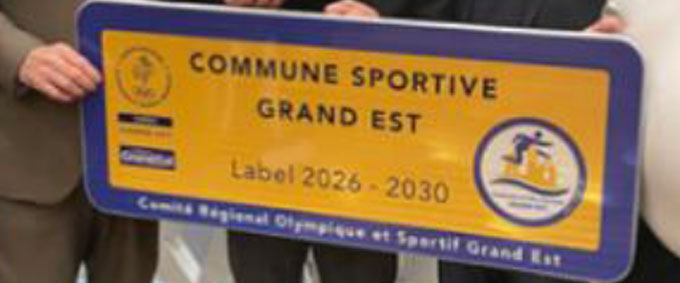 COMMUNE SPORTIVE
GRAND EST
Label 2026 - 2030
Comité Régional Olympique et Sportif Grand Est